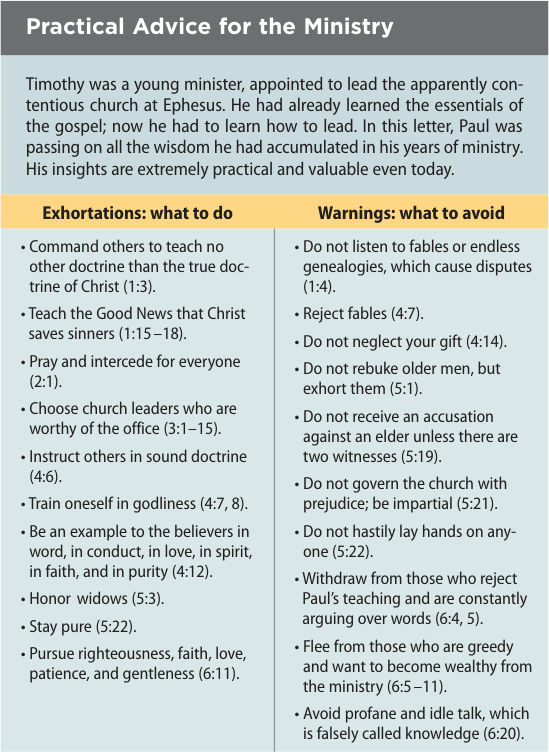 Practical Advice for the Ministry
Timothy was a young minister, appointed to lead the apparently con-
tentious church at Ephesus. He had already learned the essentials of
the gospel; now he had to learn how to lead. In this letter, Paul was
passing on all the wisdom he had accumulated in his years of ministry.
His insights are extremely practical and valuable even today.
Exhortations: what to do
• Command others to teach no
other doctrine than the true doc-
trine of Christ (1:3).
• Teach the Good News that Christ
saves sinners (1:15–18).
• Pray and intercede for everyone
(2:1).
• Choose church leaders who are
worthy of the office (3:1–15).
• Instruct others in sound doctrine
(4:6).
• Train oneself in godliness (4:7, 8).
• Be an example to the believers in
word, in conduct, in love, in spirit,
in faith, and in purity (4:12).
• Honor widows (5:3).
• Stay pure (5:22).
• Pursue righteousness, faith, love,
patience, and gentleness (6:11).
Warnings: what to avoid
• Do not listen to fables or endless
genealogies, which cause disputes
(1:4).
• Reject fables (4:7).
• Do not neglect your gift (4:14).
• Do not rebuke older men, but
exhort them (5:1).
• Do not receive an accusation
against an elder unless there are
two witnesses (5:19).
• Do not govern the church with
prejudice; be impartial (5:21).
• Do not hastily lay hands on any-
one (5:22).
• Withdraw from those who reject
Paul's teaching and are constantly
arguing over words (6:4, 5).
• Flee from those who are greedy
and want to become wealthy from
the ministry (6:5–11).
• Avoid profane and idle talk, which
is falsely called knowledge (6:20).